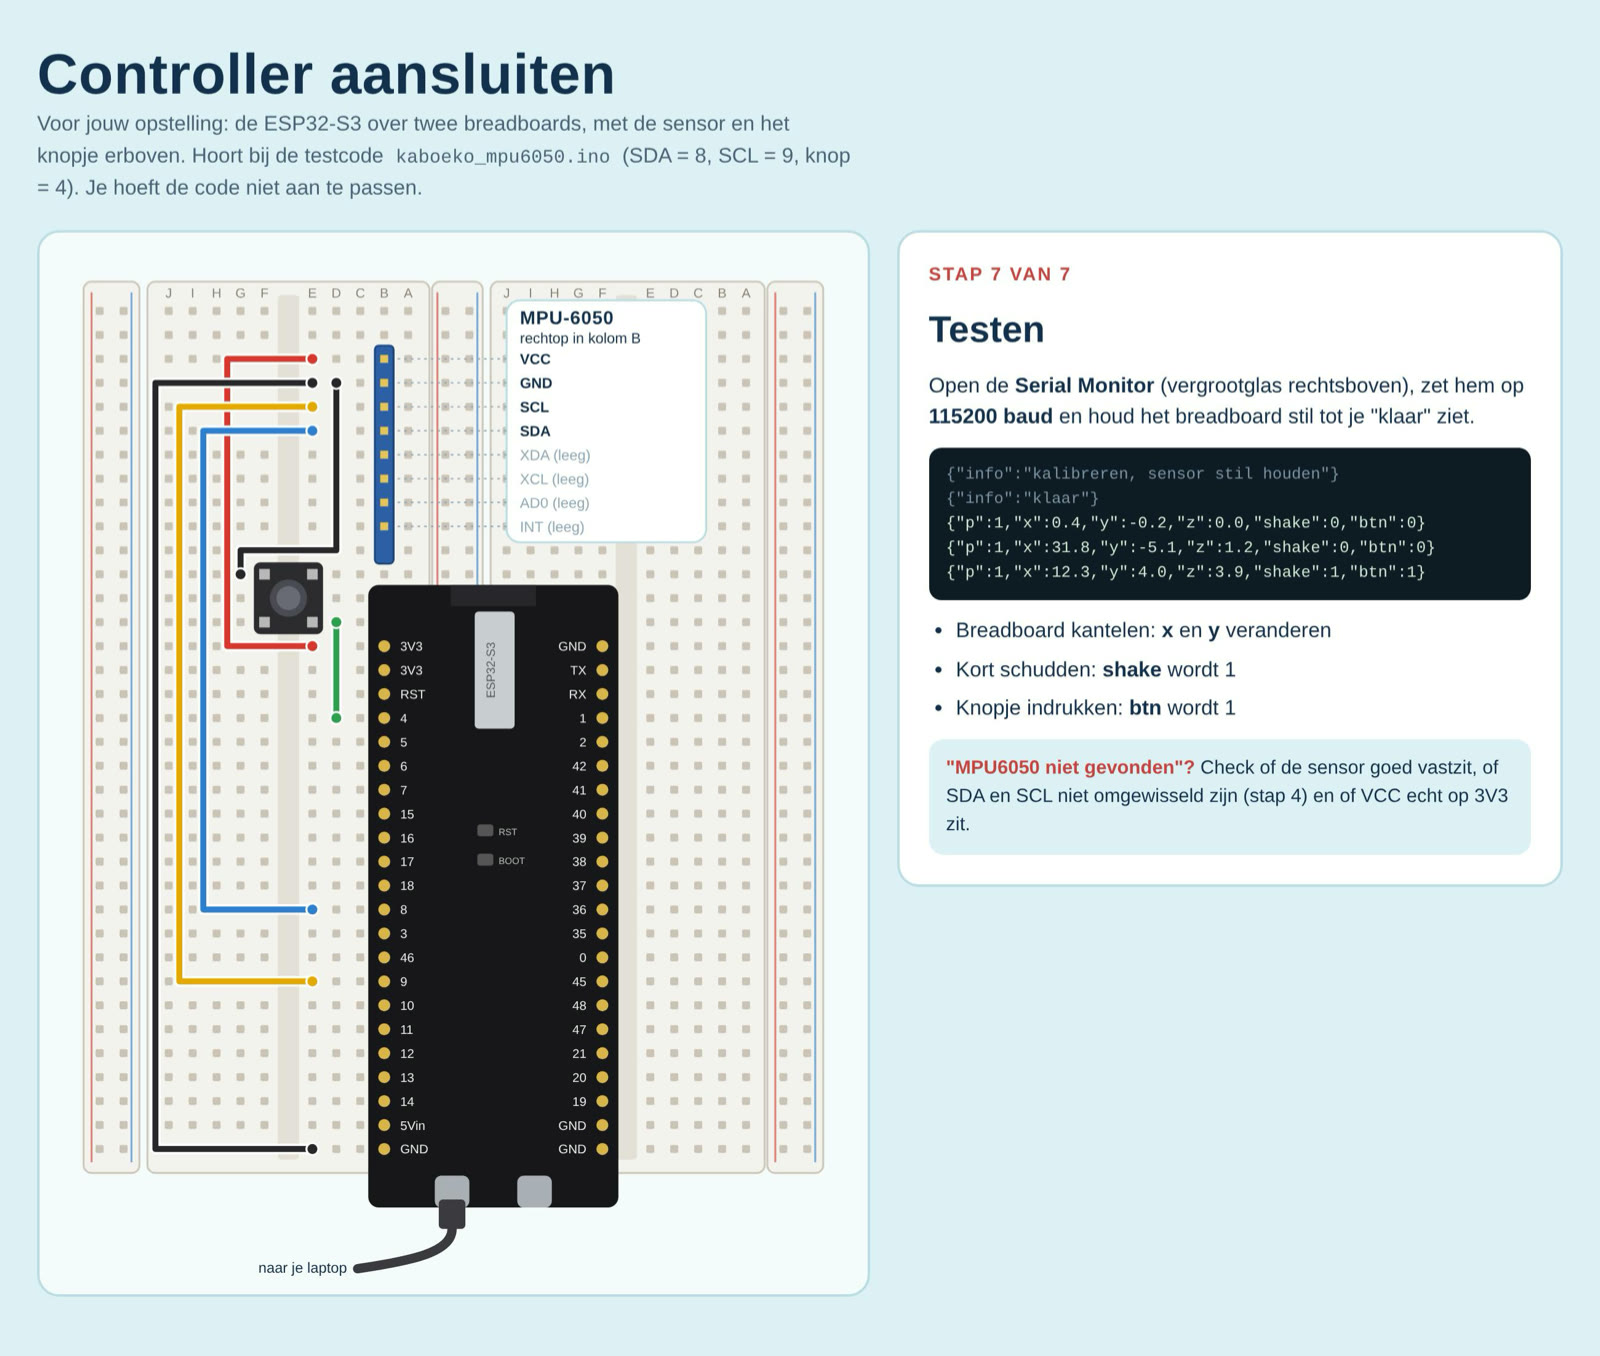 Controller aansluiten
Voor jouw opstelling: de ESP32-S3 over twee breadboards, met de sensor en het
knopje erboven. Hoort bij de testcode kaboeko_mpu6050.ino (SDA = 8, SCL = 9, knop
= 4). Je hoeft de code niet aan te passen.
J I H G F E D C B A
J I H G F E D C B A
MPU-6050
rechtop in kolom B
VCC
GND
SCL
SDA
XDA (leeg)
XCL (leeg)
AD0 (leeg)
INT (leeg)
ESP32-S3
3V3 GND
3V3 TX
RST RX
4 1
5 2
6 42
7 41
15 40
16 39
17 38
18 37
8 36
3 35
46 0
9 45
10 48
11 47
12 21
13 20
14 19
5Vin GND
GND GND
RST
BOOT
naar je laptop
STAP 7 VAN 7
Testen
Open de Serial Monitor (vergrootglas rechtsboven), zet hem op
115200 baud en houd het breadboard stil tot je "klaar" ziet.
{"info":"kalibreren, sensor stil houden"}
{"info":"klaar"}
{"p":1,"x":0.4,"y":-0.2,"z":0.0,"shake":0,"btn":0}
{"p":1,"x":31.8,"y":-5.1,"z":1.2,"shake":0,"btn":0}
{"p":1,"x":12.3,"y":4.0,"z":3.9,"shake":1,"btn":1}
• Breadboard kantelen: x en y veranderen
• Kort schudden: shake wordt 1
• Knopje indrukken: btn wordt 1
"MPU6050 niet gevonden"? Check of de sensor goed vastzit, of
SDA en SCL niet omgewisseld zijn (stap 4) en of VCC echt op 3V3
zit.